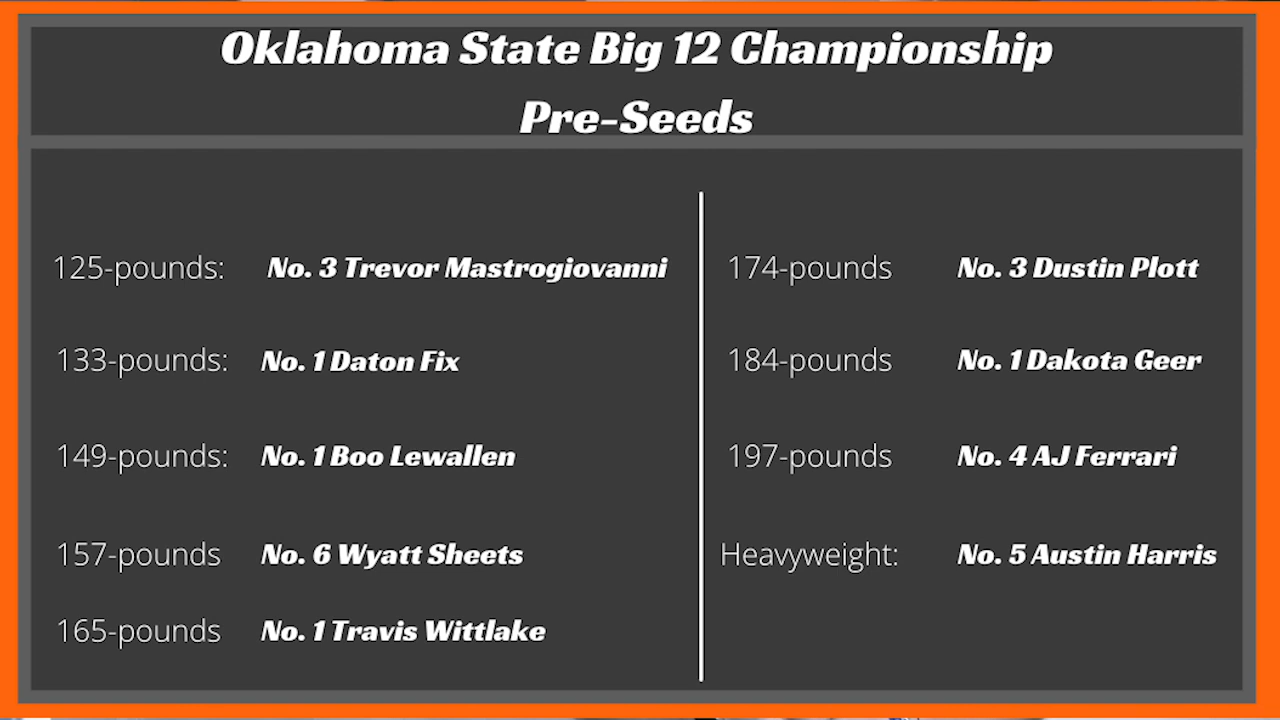 Oklahoma State Big 12 Championship
Pre-Seeds
125-pounds: No. 3 Trevor Mastrogiovanni
133-pounds: No. 1 Daton Fix
149-pounds: No. 1 Boo Lewallen
157-pounds No. 6 Wyatt Sheets
165-pounds No. 1 Travis Wittlake
174-pounds No. 3 Dustin Plott
184-pounds No. 1 Dakota Geer
197-pounds No. 4 AJ Ferrari
Heavyweight: No. 5 Austin Harris